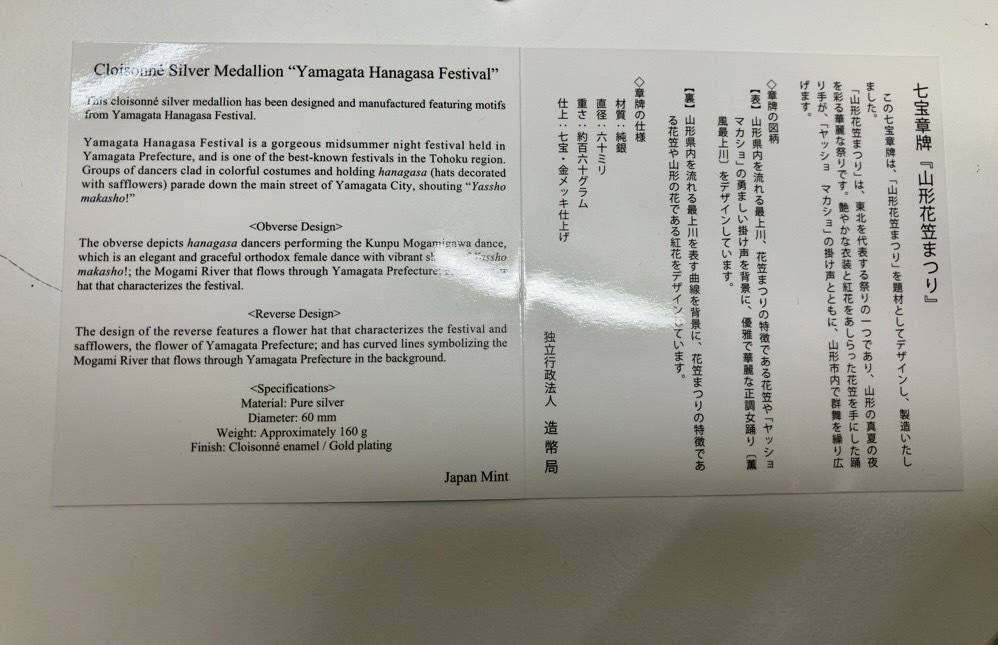 Cloisonné Silver Medallion “Yamagata Hanagasa Festival”
This cloisonné silver medallion has been designed and manufactured featuring motifs
from Yamagata Hanagasa Festival.
Yamagata Hanagasa Festival is a gorgeous midsummer night festival held in
Yamagata Prefecture, and is one of the best-known festivals in the Tohoku region.
Groups of dancers clad in colorful costumes and holding hanagasa (hats decorated
with safflowers) parade down the main street of Yamagata City, shouting “Yassho
makasho!”
<Obverse Design>
The obverse depicts hanagasa dancers performing the Kunpu Mogamigawa dance,
which is an elegant and graceful orthodox female dance with vibrant of Yassho
makasho!; the Mogami River that flows through Yamagata Prefecture;
hat that characterizes the festival.
<Reverse Design>
The design of the reverse features a flower hat that characterizes the festival and
safflowers, the flower of Yamagata Prefecture; and has curved lines symbolizing the
Mogami River that flows through Yamagata Prefecture in the background.
<Specifications>
Material: Pure silver
Diameter: 60 mm
Weight: Approximately 160 g
Finish: Cloisonné enamel / Gold plating
Japan Mint
七宝章牌『山形花笠まつり』
この七宝章牌は、「山形花笠まつり」を題材としてデザインし、製造いたし
ました。
「山形花笠まつり」は、東北を代表する祭りの一つであり、山形の真夏の夜
を彩る華麗な祭りです。艶やかな衣装と紅花をあしらった花笠を手にした踊
り手が、「ヤッショ マカショ」の掛け声とともに、山形市内で群舞を繰り広
げます。
◇章牌の図柄
【表】山形県内を流れる最上川、花笠まつりの特徴である花笠や「ヤッショ
マカショ」の勇ましい掛け声を背景に、優雅で華麗な正調女踊り〔薫
風最上川〕をデザインしています。
【裏】山形県内を流れる最上川を表す曲線を背景に、花笠まつりの特徴であ
る花笠や山形の花である紅花をデザインしています。
◇章牌の仕様
材質：純銀
直径：六十ミリ
重さ：約百六十グラム
仕上：七宝・金メッキ仕上げ
独立行政法人 造幣局